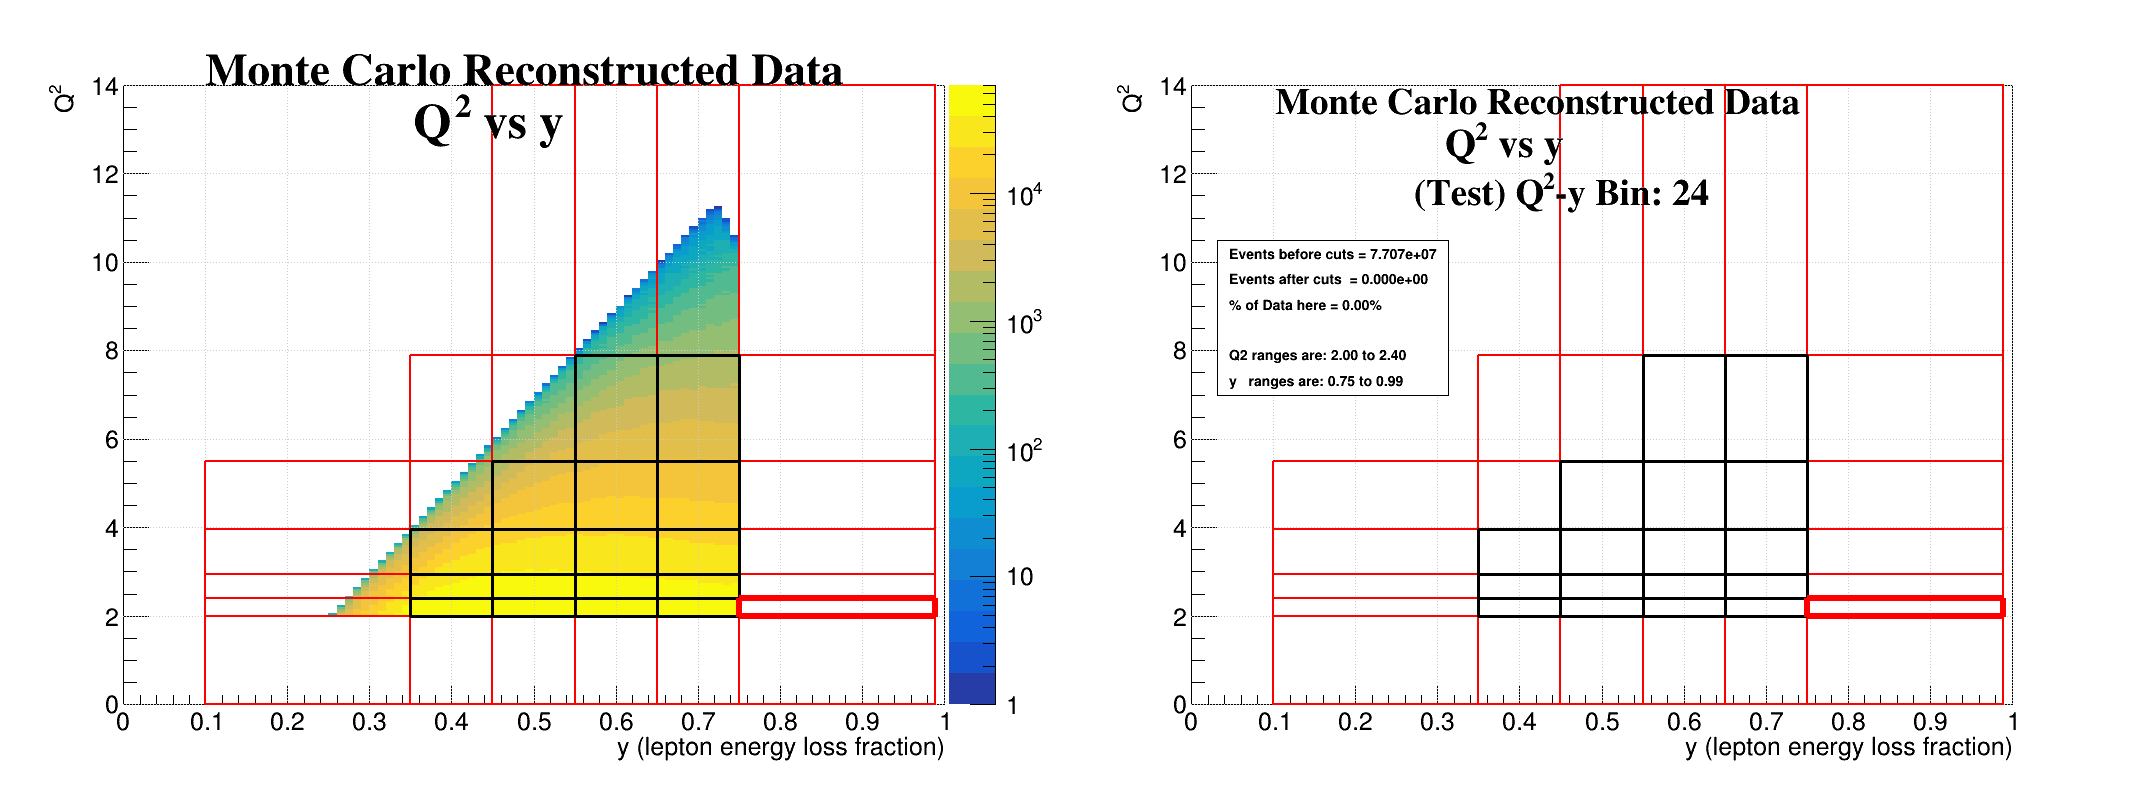 Monte Carlo Reconstructed Data
Q² vs y
Q²
14
12
10
8
6
4
2
0
0 0.1 0.2 0.3 0.4 0.5 0.6 0.7 0.8 0.9 1
y (lepton energy loss fraction)
10⁴
10³
10²
10
1
Monte Carlo Reconstructed Data
Q² vs y
(Test) Q²-y Bin: 24
Q²
14
12
10
8
6
4
2
0
Events before cuts = 7.707e+07
Events after cuts = 0.000e+00
% of Data here = 0.00%
Q2 ranges are: 2.00 to 2.40
y ranges are: 0.75 to 0.99
0 0.1 0.2 0.3 0.4 0.5 0.6 0.7 0.8 0.9 1
y (lepton energy loss fraction)